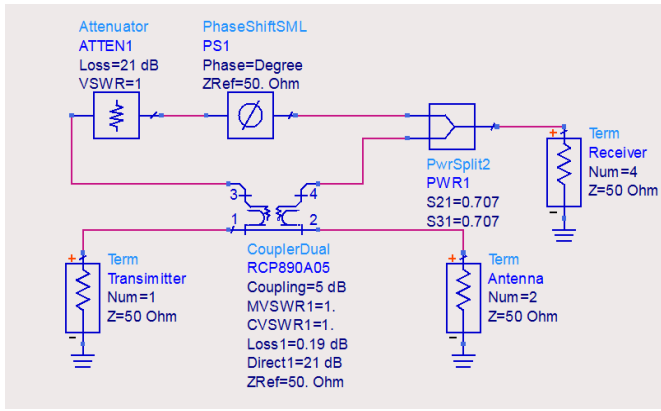 Attenuator
ATTEN1
Loss=21 dB
VSWR=1
PhaseShiftSML
PS1
Phase=Degree
ZRef=50. Ohm
PwrSplit2
PWR1
S21=0.707
S31=0.707
+
Term
Receiver
Num=4
Z=50 Ohm
-
3
4
1
2
CouplerDual
RCP890A05
Coupling=5 dB
MVSWR1=1.
CVSWR1=1.
Loss1=0.19 dB
Direct1=21 dB
ZRef=50. Ohm
+
Term
Transimitter
Num=1
Z=50 Ohm
-
+
Term
Antenna
Num=2
Z=50 Ohm
-